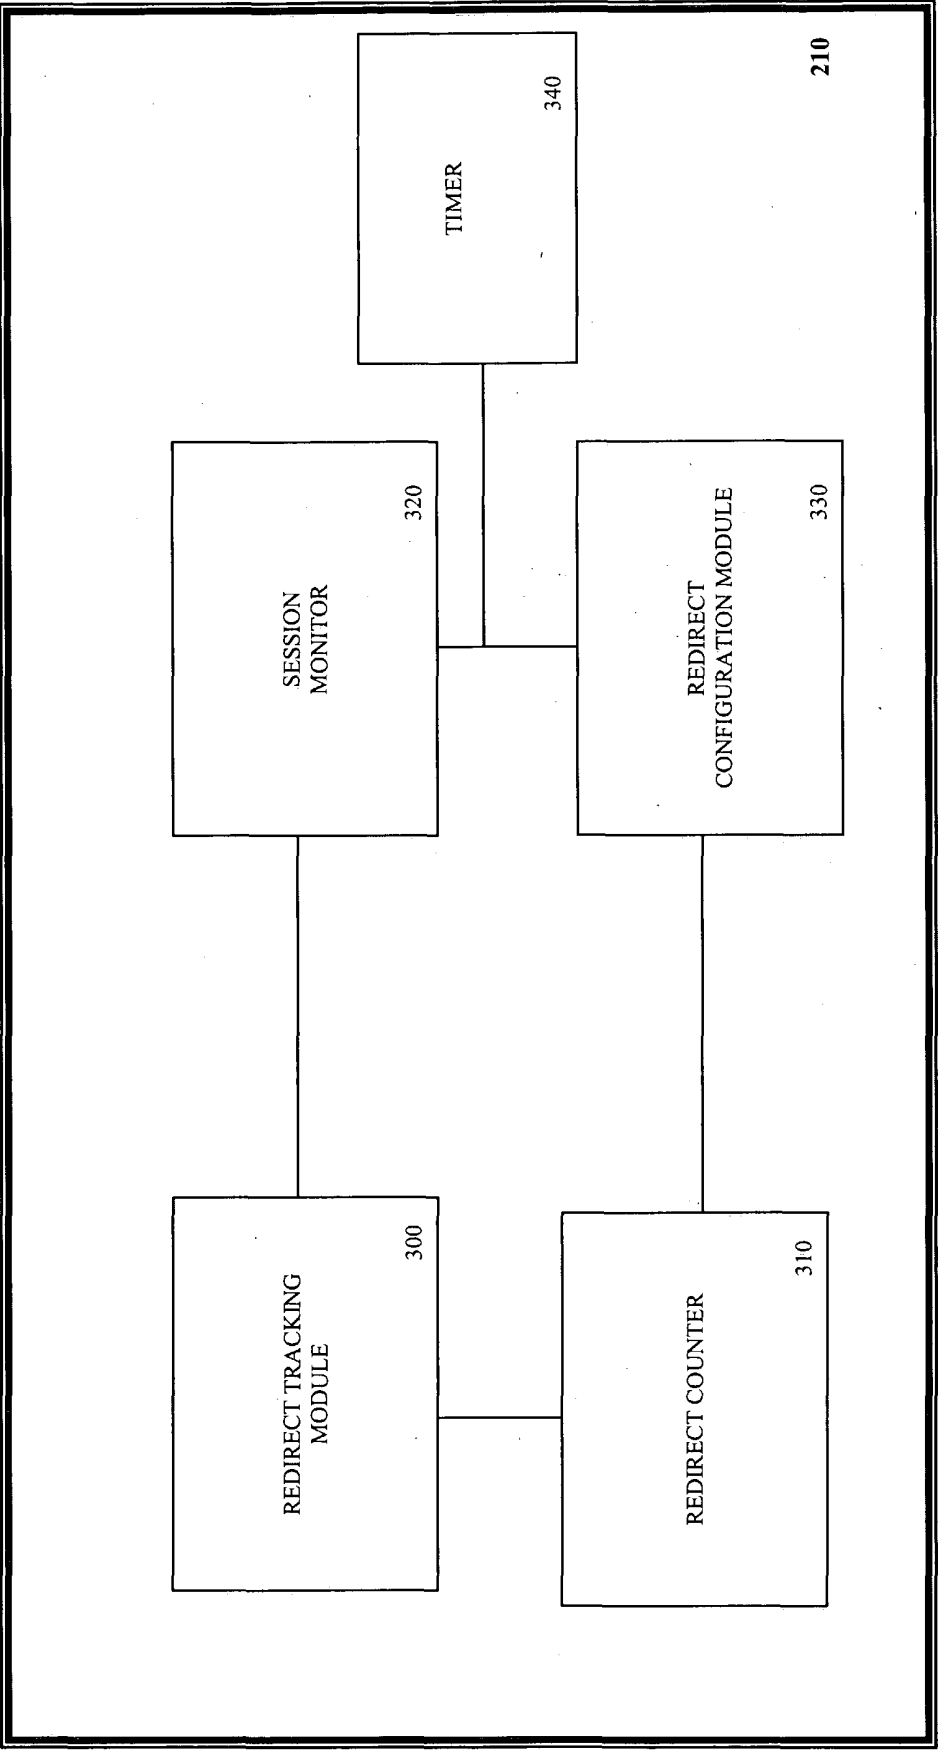 REDIRECT TRACKING
MODULE
300
SESSION
MONITOR
320
TIMER
340
REDIRECT COUNTER
310
REDIRECT
CONFIGURATION MODULE
330
210